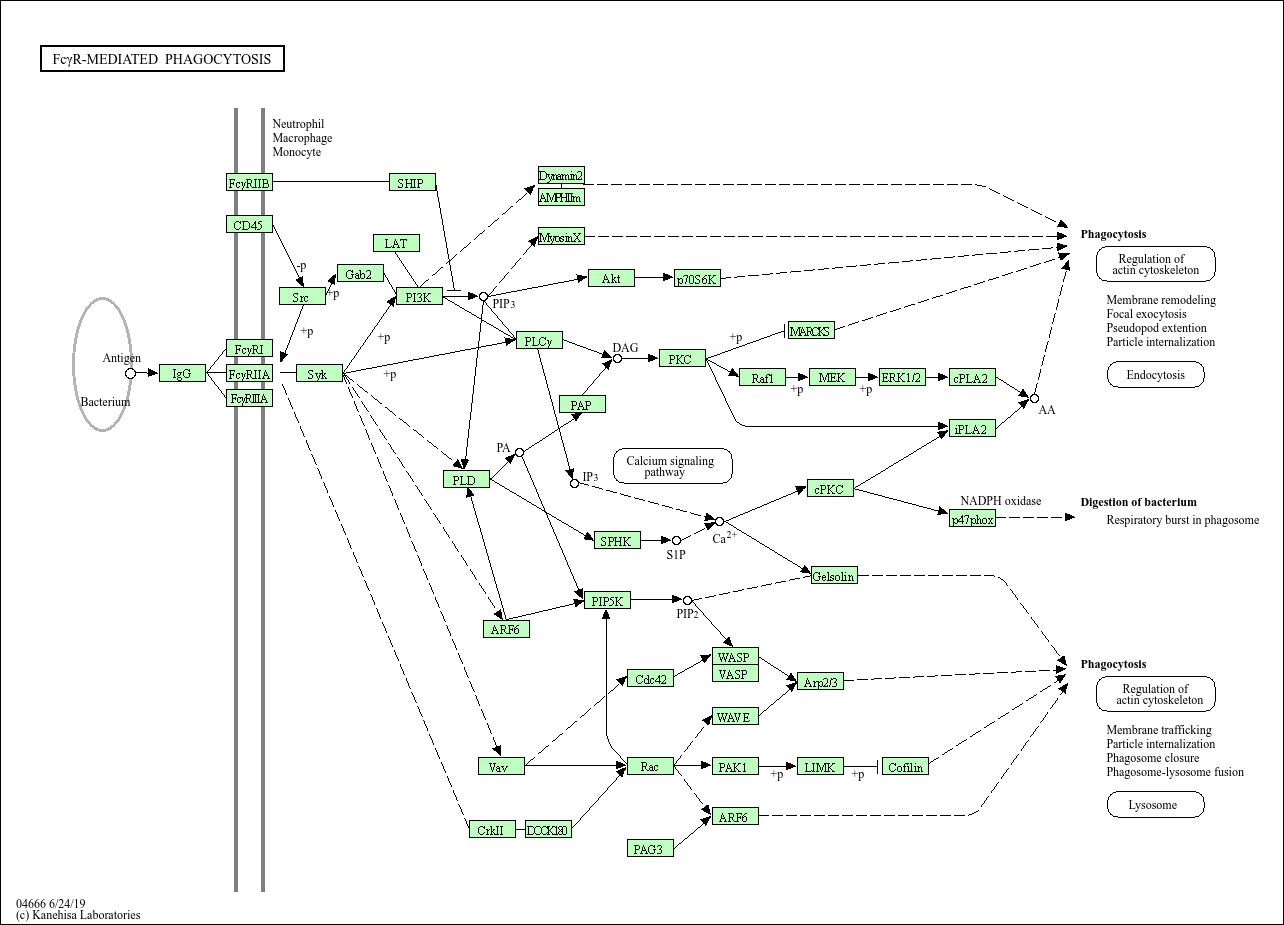 FcγR-MEDIATED PHAGOCYTOSIS
Neutrophil
Macrophage
Monocyte
FcγRIIB
SHIP
Dynamin2
AMPHIIm
CD45
LAT
MyosinX
Phagocytosis
Regulation of
actin cytoskeleton
-p
Gab2
Akt
p70S6K
Src
+p
PI3K
PIP3
Membrane remodeling
Focal exocytosis
Pseudopod extention
Particle internalization
+p
+p
PLCγ
+p
MARCKS
FcγRI
DAG
PKC
Antigen
IgG
FcγRIIA
Syk
+p
Raf1
+p
MEK
+p
ERK1/2
cPLA2
Endocytosis
Bacterium
FcγRIIIA
PAP
AA
iPLA2
PA
Calcium signaling
pathway
PLD
IP3
cPKC
NADPH oxidase
Digestion of bacterium
p47phox
Respiratory burst in phagosome
SPHK
S1P
Ca2+
Gelsolin
PIP5K
PIP2
ARF6
WASP
VASP
Cdc42
Arp2/3
Phagocytosis
Regulation of
actin cytoskeleton
WAVE
Membrane trafficking
Particle internalization
Phagosome closure
Phagosome-lysosome fusion
Vav
Rac
PAK1
+p
LIMK
+p
Cofilin
Lysosome
ARF6
CrkII
DOCK180
PAG3
04666 6/24/19
(c) Kanehisa Laboratories